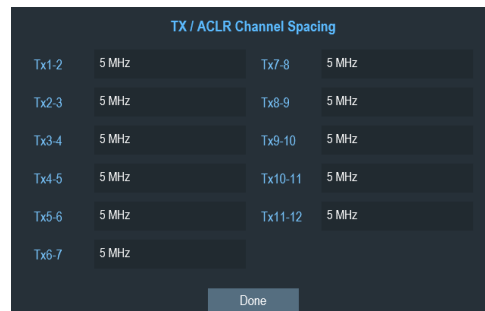 TX / ACLR Channel Spacing
Tx1-2 5 MHz Tx7-8 5 MHz
Tx2-3 5 MHz Tx8-9 5 MHz
Tx3-4 5 MHz Tx9-10 5 MHz
Tx4-5 5 MHz Tx10-11 5 MHz
Tx5-6 5 MHz Tx11-12 5 MHz
Tx6-7 5 MHz
Done